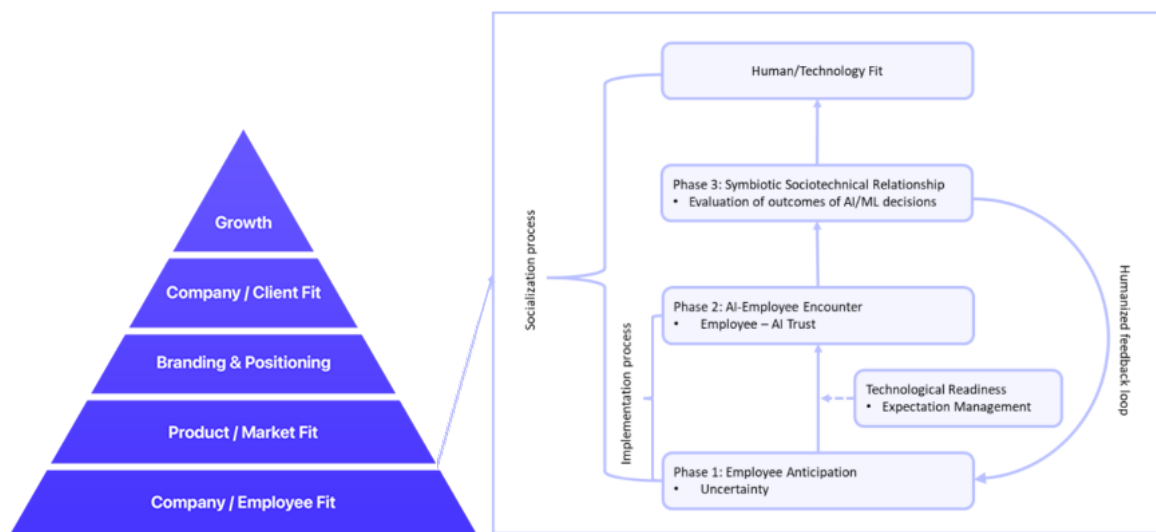 Growth
Company / Client Fit
Branding & Positioning
Product / Market Fit
Company / Employee Fit
Socialization process
Implementation process
Human/Technology Fit
Phase 3: Symbiotic Sociotechnical Relationship
• Evaluation of outcomes of AI/ML decisions
Phase 2: AI-Employee Encounter
• Employee – AI Trust
Technological Readiness
• Expectation Management
Phase 1: Employee Anticipation
• Uncertainty
Humanized feedback loop